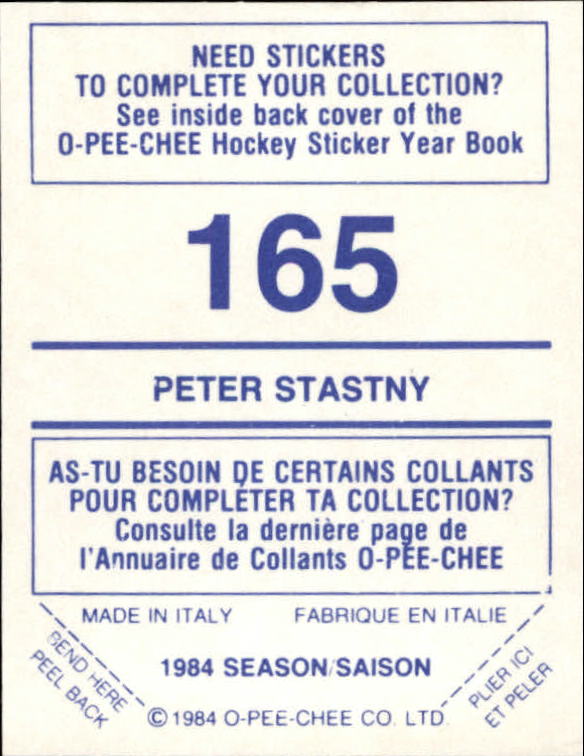 NEED STICKERS
TO COMPLETE YOUR COLLECTION?
See inside back cover of the
O-PEE-CHEE Hockey Sticker Year Book
165
PETER STASTNY
AS-TU BESOIN DE CERTAINS COLLANTS
POUR COMPLÉTER TA COLLECTION?
Consulte la dernière page de
l'Annuaire de Collants O-PEE-CHEE
MADE IN ITALY FABRIQUE EN ITALIE
BEND HERE
PEEL BACK
1984 SEASON/SAISON
PLIER ICI
ET PELER
© 1984 O-PEE-CHEE CO. LTD.